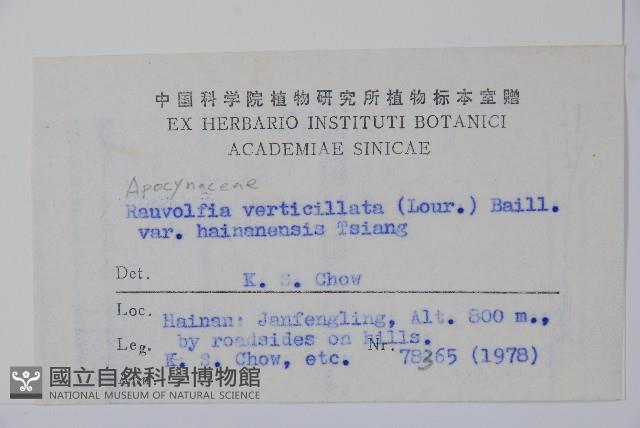 中国科学院植物研究所植物标本室赠
EX HERBARIO INSTITUTI BOTANICI
ACADEMIAE SINICAE
Apocynaceae
Rauvolfia verticillata (Lour.) Baill.
var. hainanensis Tsiang
Det. K. S. Chow
Loc. Hainan: Janfengling, Alt. 800 m.,
by roadsides on hills.
Leg. K. S. Chow, etc. Nr. 78365 (1978)
國立自然科學博物館
NATIONAL MUSEUM OF NATURAL SCIENCE